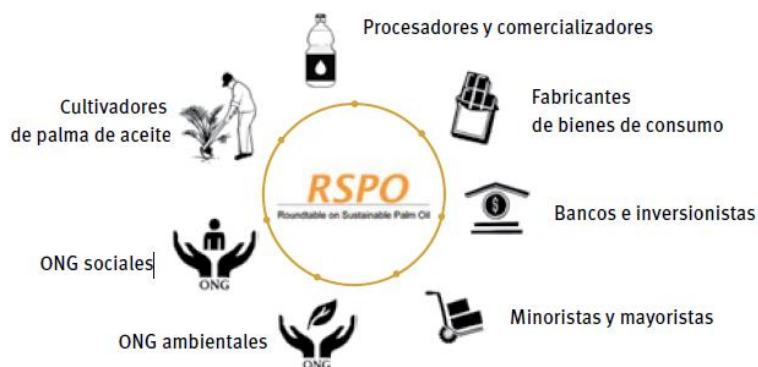 Procesadores y comercializadores
Cultivadores
de palma de aceite
Fabricantes
de bienes de consumo
RSPO
Roundtable on Sustainable Palm Oil
Bancos e inversionistas
$
ONG sociales
ONG
ONG ambientales
ONG
Minoristas y mayoristas